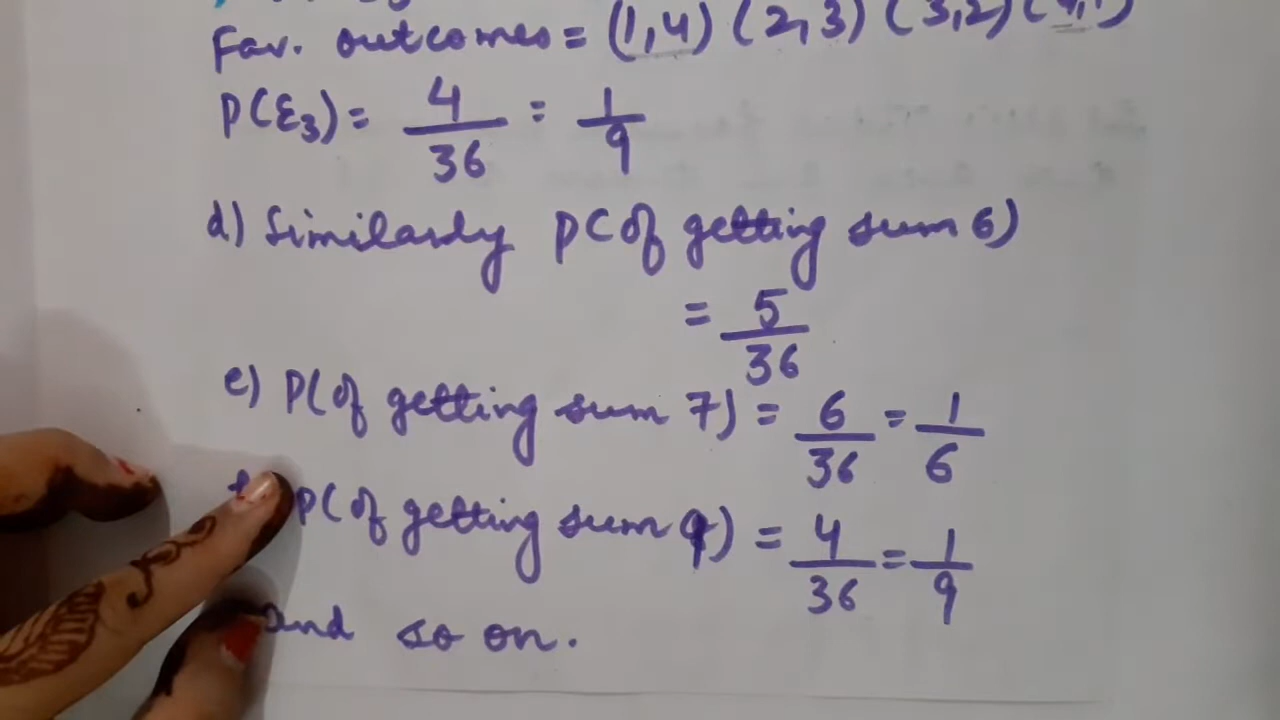 Fav. outcomes = (1,4) (2,3) (3,2) (4,1)
P(ε₃) = 4/36 = 1/9
d) Similarly P(of getting sum 6)
= 5/36
e) P(of getting sum 7) = 6/36 = 1/6
P(of getting sum 9) = 4/36 = 1/9
and so on.